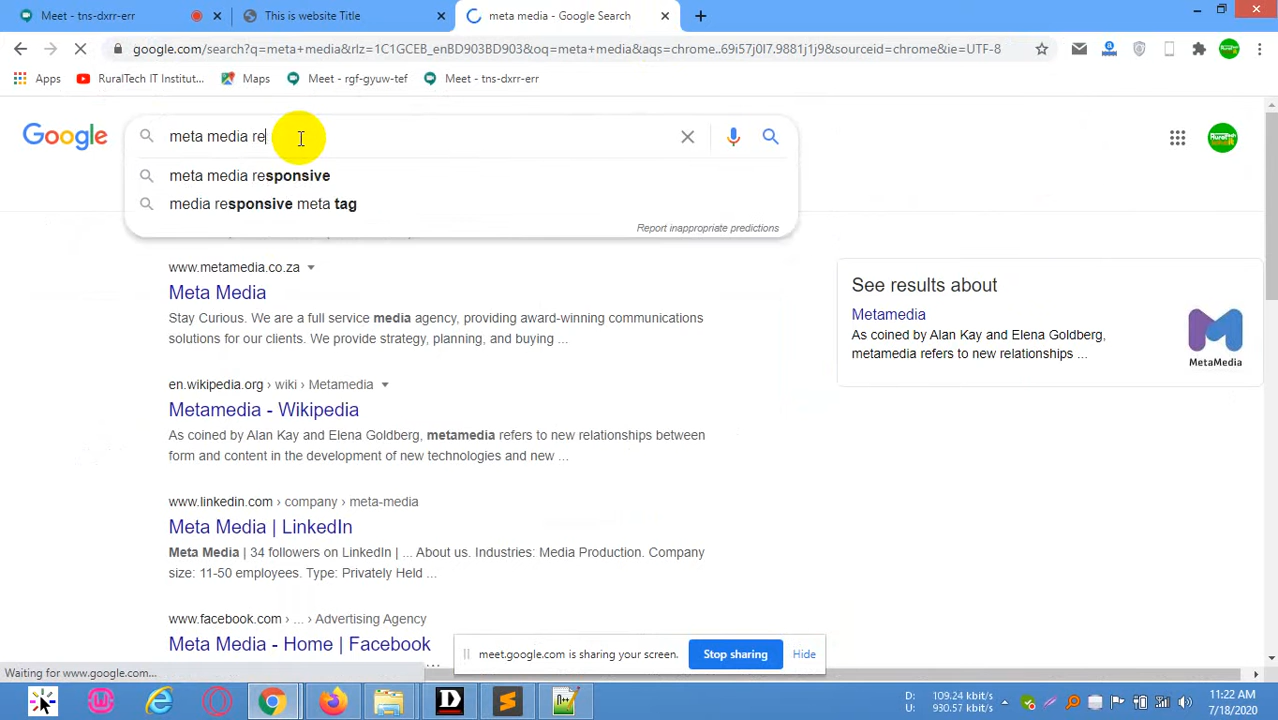 Meet - tns-dxrr-err
This is website Title
meta media - Google Search
google.com/search?q=meta+media&rlz=1C1GCEB_enBD903BD903&oq=meta+media&aqs=chrome..69i57j0l7.9881j1j9&sourceid=chrome&ie=UTF-8
Apps
RuralTech IT Institut...
Maps
Meet - rgf-gyuw-tef
Meet - tns-dxrr-err
Google
meta media re
meta media responsive
media responsive meta tag
Report inappropriate predictions
www.metamedia.co.za
Meta Media
Stay Curious. We are a full service media agency, providing award-winning communications
solutions for our clients. We provide strategy, planning, and buying ...
en.wikipedia.org › wiki › Metamedia
Metamedia - Wikipedia
As coined by Alan Kay and Elena Goldberg, metamedia refers to new relationships between
form and content in the development of new technologies and new ...
www.linkedin.com › company › meta-media
Meta Media | LinkedIn
Meta Media | 34 followers on LinkedIn | ... About us. Industries: Media Production. Company
size: 11-50 employees. Type: Privately Held ...
www.facebook.com › ... › Advertising Agency
Meta Media - Home | Facebook
See results about
Metamedia
As coined by Alan Kay and Elena Goldberg,
metamedia refers to new relationships ...
MetaMedia
meet.google.com is sharing your screen.
Stop sharing
Hide
Waiting for www.google.com...
D: 109.24 kbit/s
U: 930.57 kbit/s
11:22 AM
7/18/2020